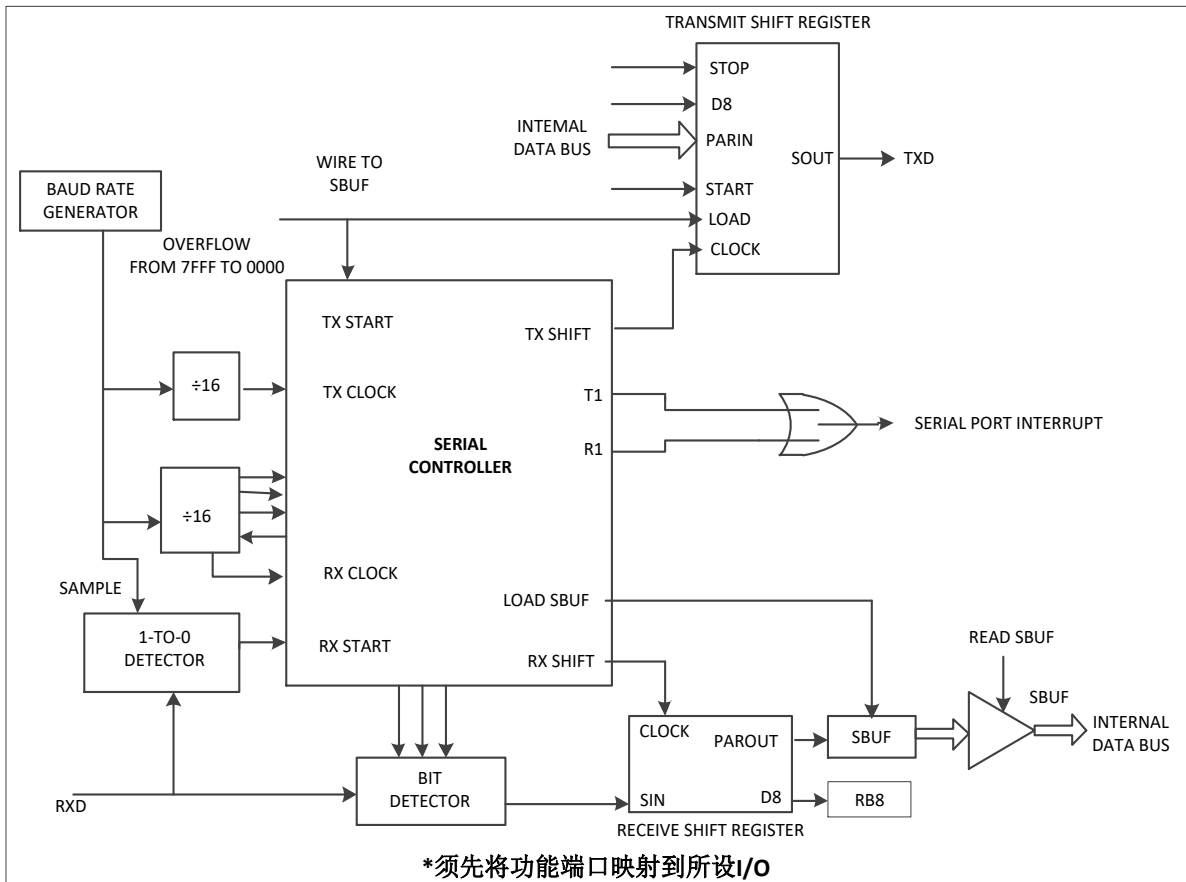 TRANSMIT SHIFT REGISTER
STOP
D8
INTEMAL
DATA BUS
PARIN
SOUT
TXD
START
LOAD
CLOCK
WIRE TO
SBUF
BAUD RATE
GENERATOR
OVERFLOW
FROM 7FFF TO 0000
TX START
TX SHIFT
÷16
TX CLOCK
T1
R1
SERIAL PORT INTERRUPT
SERIAL
CONTROLLER
÷16
RX CLOCK
SAMPLE
LOAD SBUF
1-TO-0
DETECTOR
RX START
RX SHIFT
READ SBUF
SBUF
CLOCK
PAROUT
SBUF
INTERNAL
DATA BUS
BIT
DETECTOR
RXD
SIN
D8
RB8
RECEIVE SHIFT REGISTER
*须先将功能端口映射到所设I/O